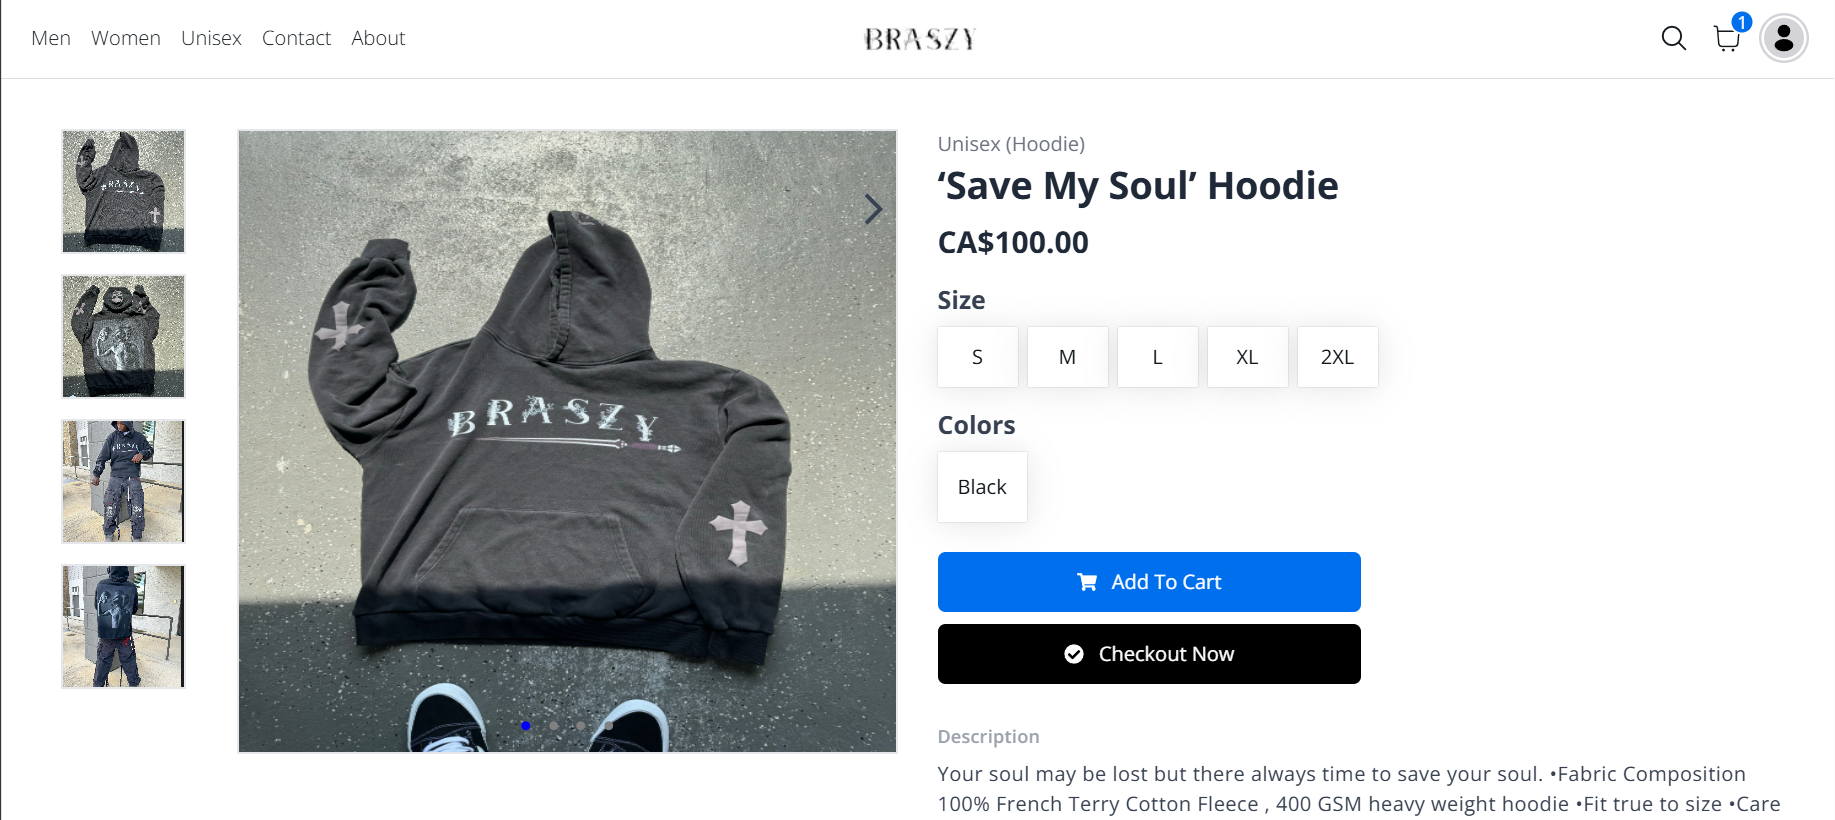 Men Women Unisex Contact About
BRASZY
1
BRASZY
Unisex (Hoodie)
‘Save My Soul’ Hoodie
CA$100.00
Size
S M L XL 2XL
Colors
Black
Add To Cart
Checkout Now
Description
Your soul may be lost but there always time to save your soul. •Fabric Composition
100% French Terry Cotton Fleece , 400 GSM heavy weight hoodie •Fit true to size •Care